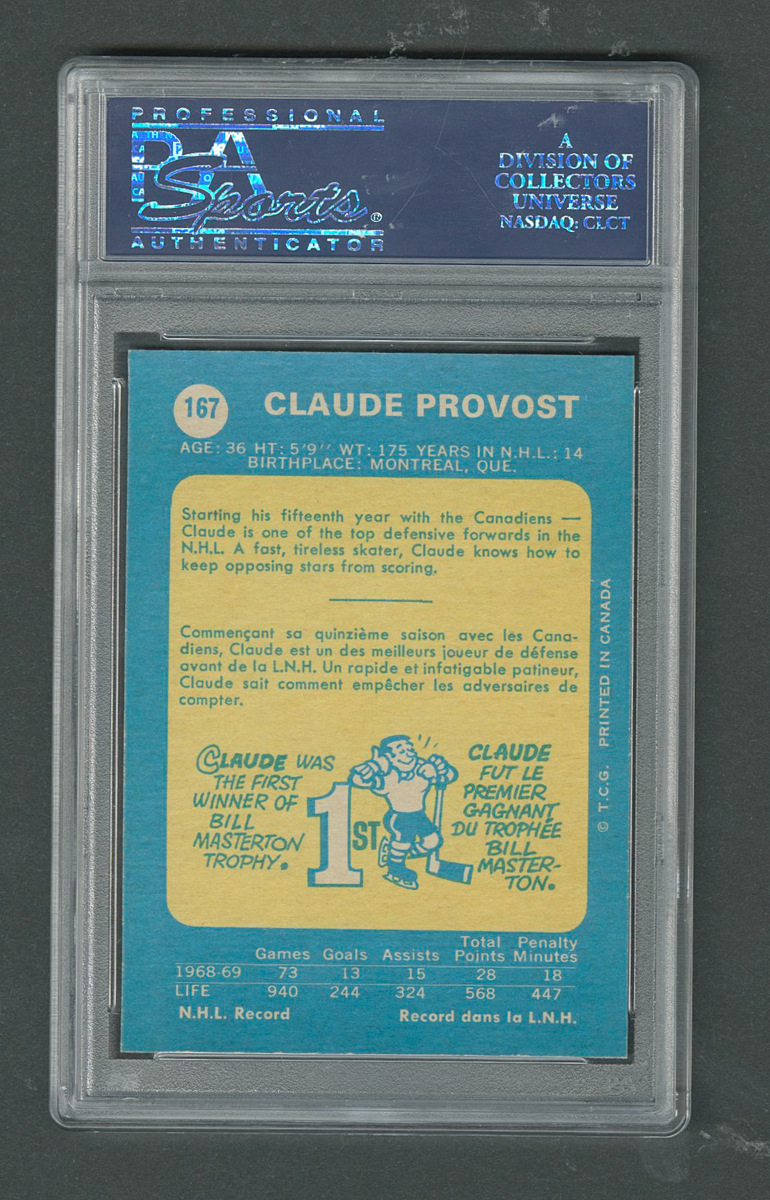 PROFESSIONAL
PSA
Sports®
AUTHENTICATOR
A
DIVISION OF
COLLECTORS
UNIVERSE
NASDAQ: CLCT
167 CLAUDE PROVOST
AGE: 36 HT: 5'9'' WT: 175 YEARS IN N.H.L.: 14
BIRTHPLACE: MONTREAL, QUE.
Starting his fifteenth year with the Canadiens —
Claude is one of the top defensive forwards in the
N.H.L. A fast, tireless skater, Claude knows how to
keep opposing stars from scoring.
Commençant sa quinzième saison avec les Cana-
diens, Claude est un des meilleurs joueur de défense
avant de la L.N.H. Un rapide et infatigable patineur,
Claude sait comment empêcher les adversaires de
compter.
CLAUDE WAS
THE FIRST
WINNER OF
BILL
MASTERTON
TROPHY.
1ST
CLAUDE
FUT LE
PREMIER
GAGNANT
DU TROPHÉE
BILL
MASTER-
TON.
© T.C.G. PRINTED IN CANADA
Games Goals Assists Total Points Penalty Minutes
1968-69 73 13 15 28 18
LIFE 940 244 324 568 447
N.H.L. Record Record dans la L.N.H.